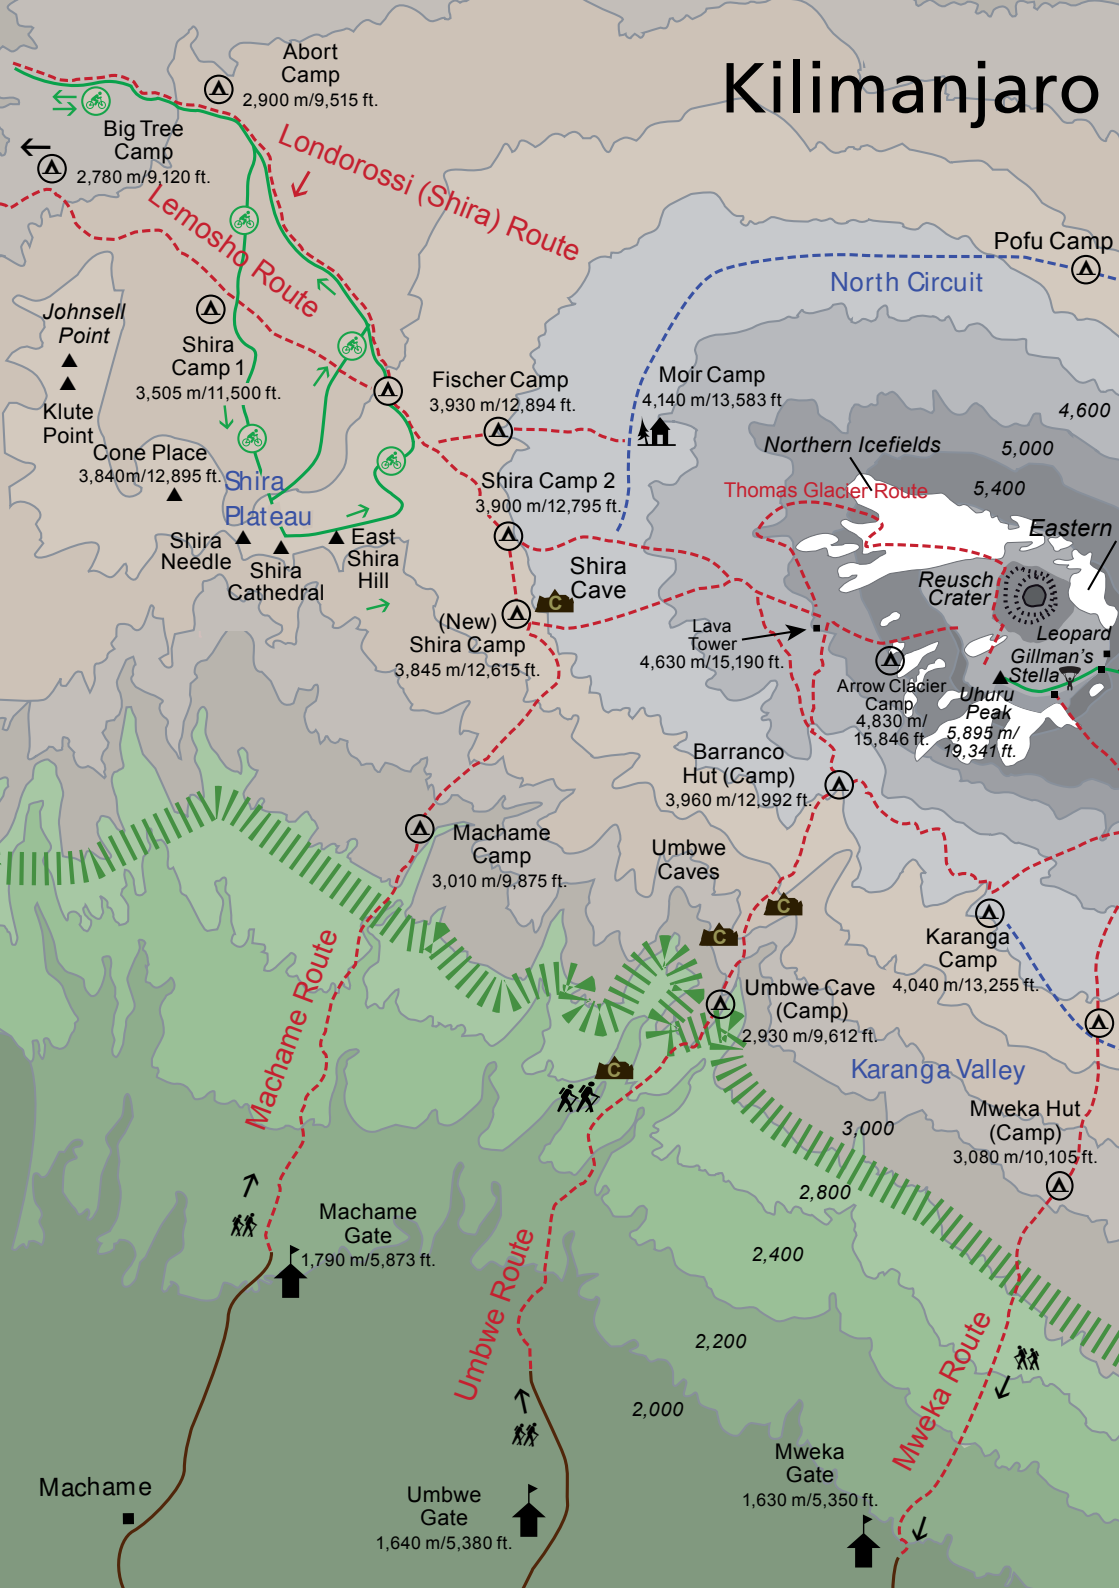 Kilimanjaro
Abort
Camp
2,900 m/9,515 ft.
Big Tree
Camp
2,780 m/9,120 ft.
Londorossi (Shira) Route
Lemosho Route
Pofu Camp
North Circuit
Johnsell
Point
Klute
Point
Shira
Camp 1
3,505 m/11,500 ft.
Fischer Camp
3,930 m/12,894 ft.
Moir Camp
4,140 m/13,583 ft
4,600
5,000
5,400
Northern Icefields
Thomas Glacier Route
Eastern
Cone Place
3,840m/12,895 ft.
Shira
Plateau
Shira Camp 2
3,900 m/12,795 ft.
Shira
Needle
Shira
Cathedral
East
Shira
Hill
Shira
Cave
C
Reusch
Crater
(New)
Shira Camp
3,845 m/12,615 ft.
Lava
Tower
4,630 m/15,190 ft.
Leopard
Gillman's
Stella
Uhuru
Peak
5,895 m/
19,341 ft.
Arrow Glacier
Camp
4,830 m/
15,846 ft.
Barranco
Hut (Camp)
3,960 m/12,992 ft.
Machame
Camp
3,010 m/9,875 ft.
Umbwe
Caves
C
C
Karanga
Camp
4,040 m/13,255 ft.
Umbwe Cave
(Camp)
2,930 m/9,612 ft.
C
Machame Route
Karanga Valley
Mweka Hut
(Camp)
3,080 m/10,105 ft.
3,000
2,800
2,400
2,200
2,000
Machame
Gate
1,790 m/5,873 ft.
Umbwe Route
Mweka Route
Machame
Umbwe
Gate
1,640 m/5,380 ft.
Mweka
Gate
1,630 m/5,350 ft.